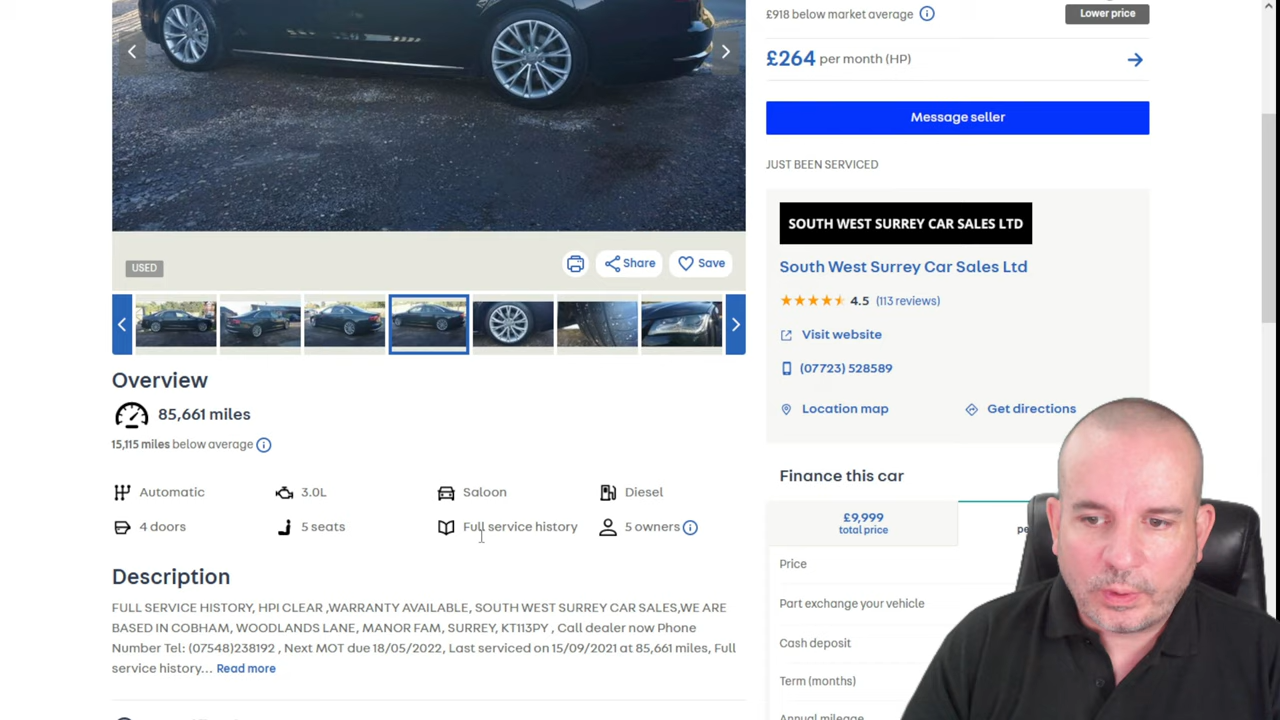 £918 below market average
Lower price
£264 per month (HP)
Message seller
JUST BEEN SERVICED
SOUTH WEST SURREY CAR SALES LTD
South West Surrey Car Sales Ltd
4.5 (113 reviews)
Visit website
(07723) 528589
Location map
Get directions
Finance this car
£9,999
total price
Price
Part exchange your vehicle
Cash deposit
Term (months)
Annual mileage
USED
Share
Save
Overview
85,661 miles
15,115 miles below average
Automatic
3.0L
Saloon
Diesel
4 doors
5 seats
Full service history
5 owners
Description
FULL SERVICE HISTORY, HPI CLEAR ,WARRANTY AVAILABLE, SOUTH WEST SURREY CAR SALES,WE ARE
BASED IN COBHAM, WOODLANDS LANE, MANOR FAM, SURREY, KT113PY , Call dealer now Phone
Number Tel: (07548)238192 , Next MOT due 18/05/2022, Last serviced on 15/09/2021 at 85,661 miles, Full
service history... Read more